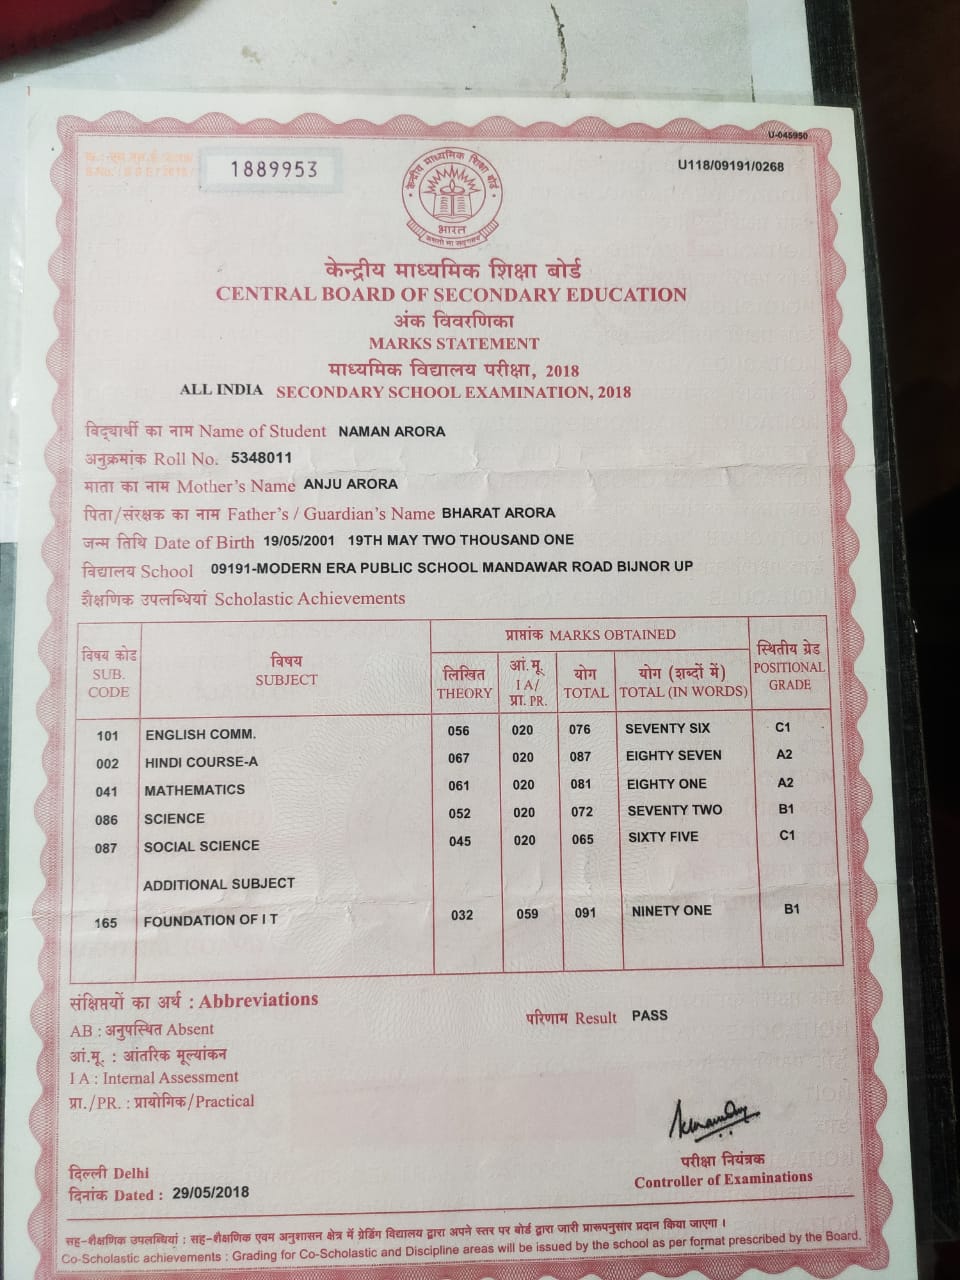 U-045950
1889953
U118/09191/0268
केन्द्रीय माध्यमिक शिक्षा बोर्ड
भारत
असतो मा सद्गमय
केन्द्रीय माध्यमिक शिक्षा बोर्ड
CENTRAL BOARD OF SECONDARY EDUCATION
अंक विवरणिका
MARKS STATEMENT
माध्यमिक विद्यालय परीक्षा, 2018
ALL INDIA SECONDARY SCHOOL EXAMINATION, 2018
विद्यार्थी का नाम Name of Student NAMAN ARORA
अनुक्रमांक Roll No. 5348011
माता का नाम Mother's Name ANJU ARORA
पिता/संरक्षक का नाम Father's / Guardian's Name BHARAT ARORA
जन्म तिथि Date of Birth 19/05/2001 19TH MAY TWO THOUSAND ONE
विद्यालय School 09191-MODERN ERA PUBLIC SCHOOL MANDAWAR ROAD BIJNOR UP
शैक्षणिक उपलब्धियां Scholastic Achievements
विषय कोड SUB. CODE
विषय SUBJECT
प्राप्तांक MARKS OBTAINED
लिखित THEORY
आं.मू. I A/ प्रा. PR.
योग TOTAL
योग (शब्दों में) TOTAL (IN WORDS)
स्थितीय ग्रेड POSITIONAL GRADE
101 ENGLISH COMM. 056 020 076 SEVENTY SIX C1
002 HINDI COURSE-A 067 020 087 EIGHTY SEVEN A2
041 MATHEMATICS 061 020 081 EIGHTY ONE A2
086 SCIENCE 052 020 072 SEVENTY TWO B1
087 SOCIAL SCIENCE 045 020 065 SIXTY FIVE C1
ADDITIONAL SUBJECT
165 FOUNDATION OF I T 032 059 091 NINETY ONE B1
संक्षिप्तियों का अर्थ : Abbreviations
AB : अनुपस्थित Absent
परिणाम Result PASS
आं.मू. : आंतरिक मूल्यांकन
I A : Internal Assessment
प्रा./PR. : प्रायोगिक/Practical
दिल्ली Delhi
दिनांक Dated : 29/05/2018
परीक्षा नियंत्रक
Controller of Examinations
सह-शैक्षणिक उपलब्धियां : सह-शैक्षणिक एवम अनुशासन क्षेत्र में ग्रेडिंग विद्यालय द्वारा अपने स्तर पर बोर्ड द्वारा जारी प्रारूपनुसार प्रदान किया जाएगा ।
Co-Scholastic achievements : Grading for Co-Scholastic and Discipline areas will be issued by the school as per format prescribed by the Board.